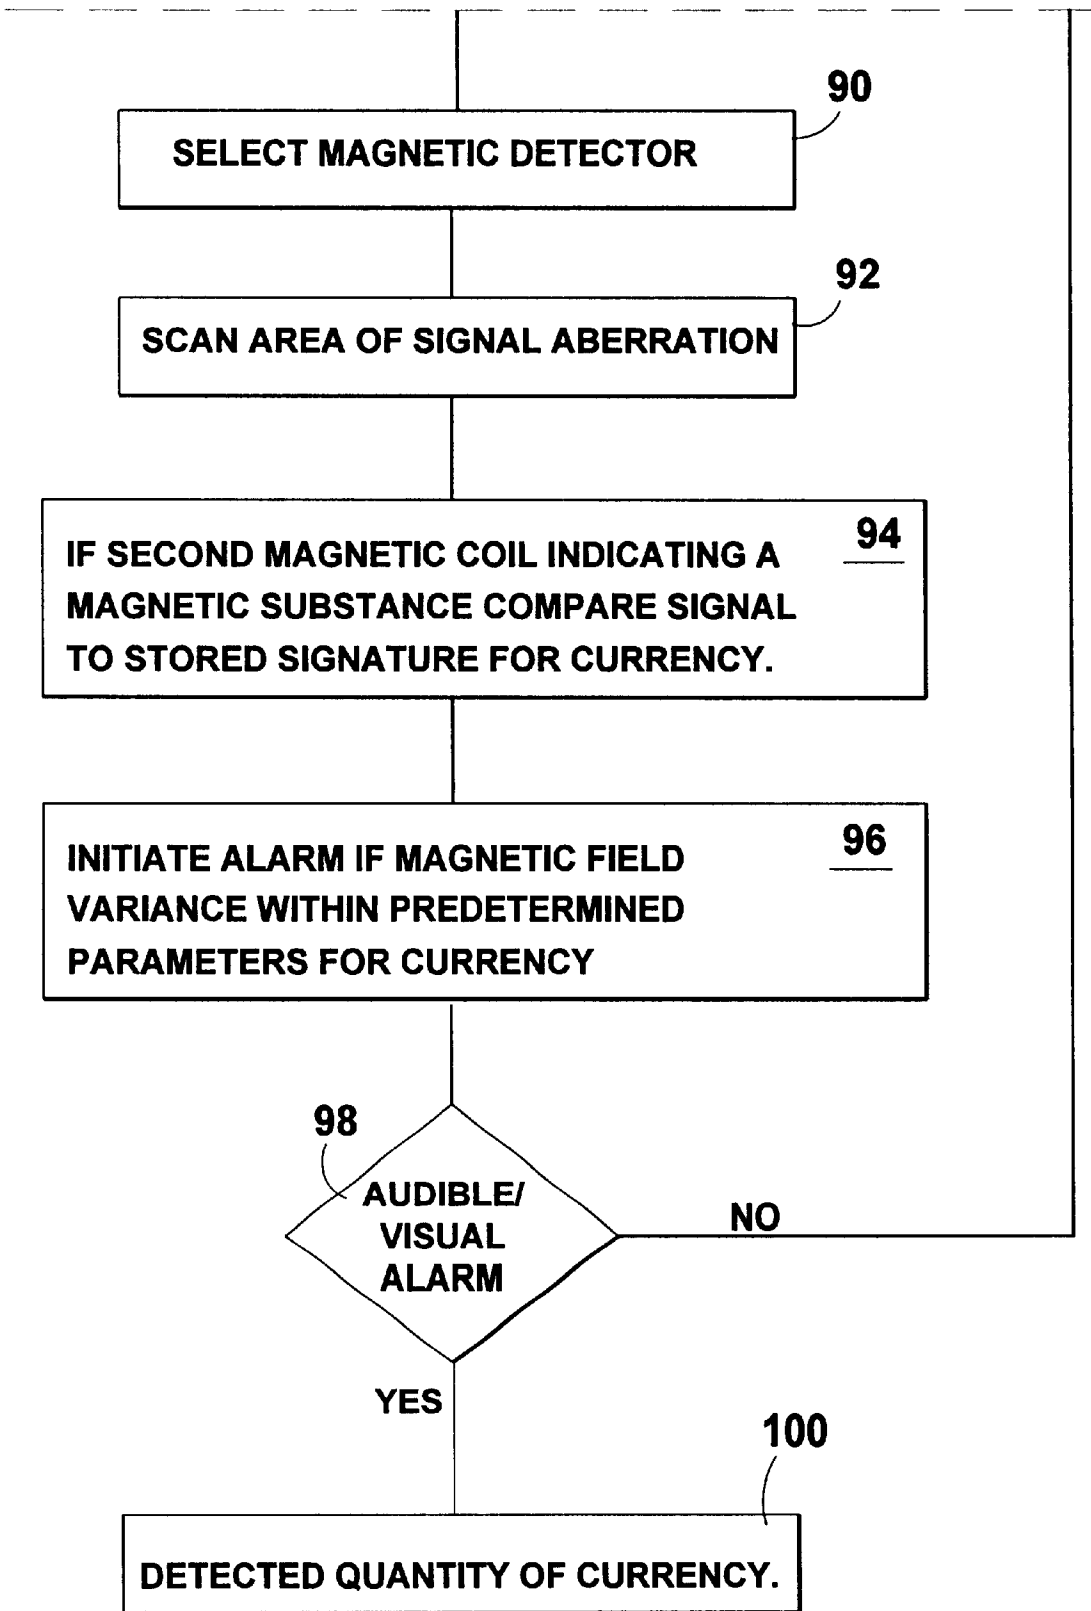 90
SELECT MAGNETIC DETECTOR
92
SCAN AREA OF SIGNAL ABERRATION
94
IF SECOND MAGNETIC COIL INDICATING A
MAGNETIC SUBSTANCE COMPARE SIGNAL
TO STORED SIGNATURE FOR CURRENCY.
96
INITIATE ALARM IF MAGNETIC FIELD
VARIANCE WITHIN PREDETERMINED
PARAMETERS FOR CURRENCY
98
AUDIBLE/
VISUAL
ALARM
NO
YES
100
DETECTED QUANTITY OF CURRENCY.